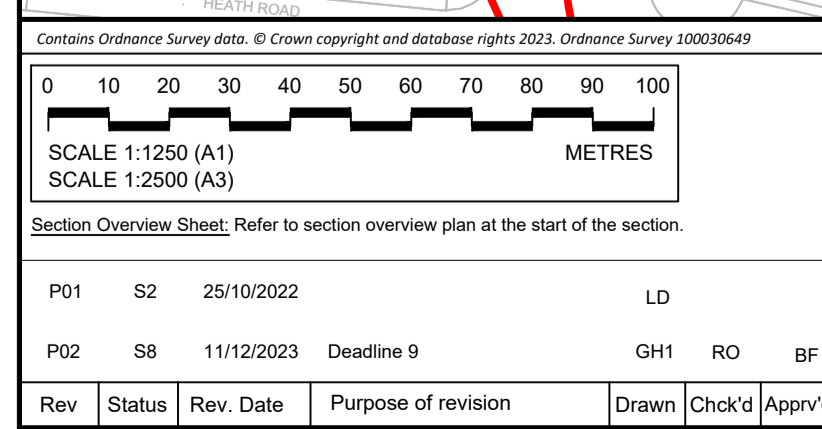 HEATH ROAD
Contains Ordnance Survey data. © Crown copyright and database rights 2023. Ordnance Survey 100030649
0 10 20 30 40 50 60 70 80 90 100
SCALE 1:1250 (A1) METRES
SCALE 1:2500 (A3)
Section Overview Sheet: Refer to section overview plan at the start of the section.
P01 S2 25/10/2022 LD
P02 S8 11/12/2023 Deadline 9 GH1 RO BF
Rev Status Rev. Date Purpose of revision Drawn Chck'd Apprv'